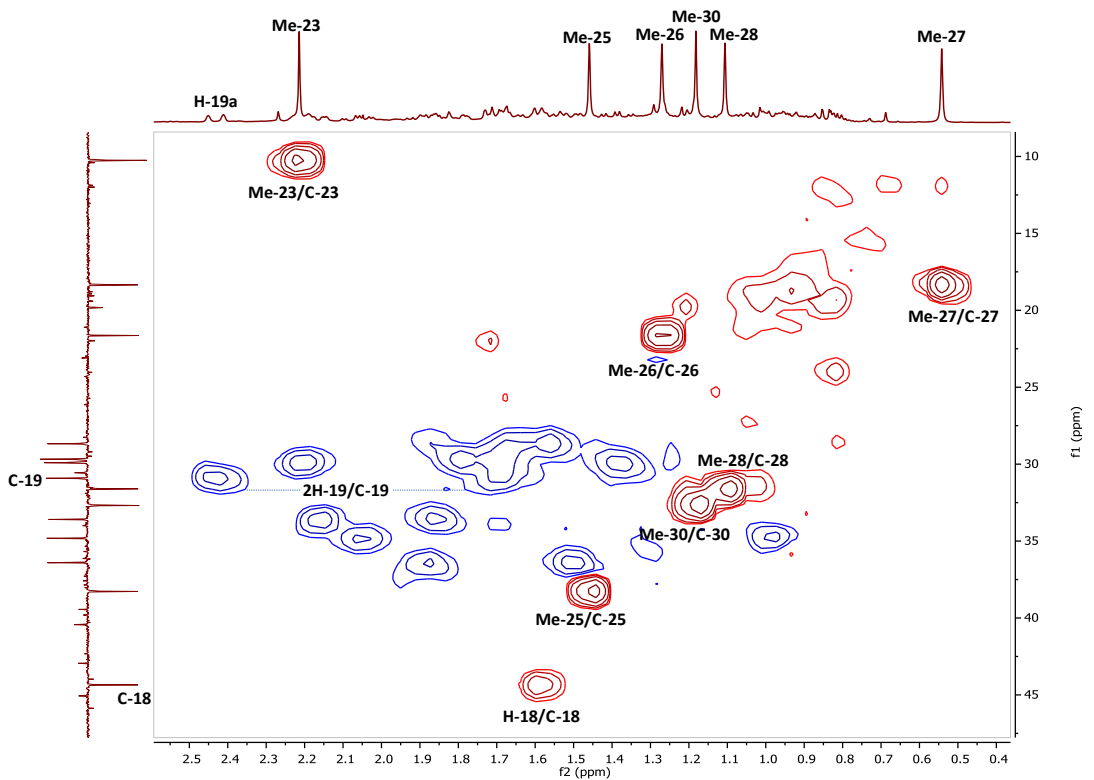 Me-30
Me-23
Me-25
Me-26
Me-28
Me-27
H-19a
Me-23/C-23
Me-27/C-27
Me-26/C-26
Me-28/C-28
C-19
2H-19/C-19
Me-30/C-30
Me-25/C-25
C-18
H-18/C-18
10
15
20
25
30
35
40
45
f1 (ppm)
2.5 2.4 2.3 2.2 2.1 2.0 1.9 1.8 1.7 1.6 1.5 1.4 1.3 1.2 1.1 1.0 0.9 0.8 0.7 0.6 0.5 0.4
f2 (ppm)